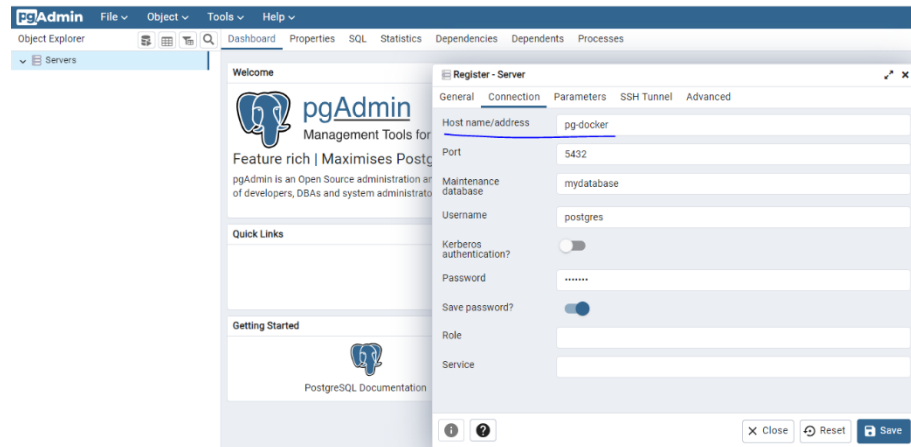 pgAdmin File Object Tools Help
Object Explorer Dashboard Properties SQL Statistics Dependencies Dependents Processes
Servers
Welcome
pgAdmin
Management Tools for
Feature rich | Maximises Postg
pgAdmin is an Open Source administration an
of developers, DBAs and system administrato
Quick Links
Getting Started
PostgreSQL Documentation
Register - Server
General Connection Parameters SSH Tunnel Advanced
Host name/address pg-docker
Port 5432
Maintenance
database
mydatabase
Username postgres
Kerberos
authentication?
Password •••••••
Save password?
Role
Service
Close Reset Save